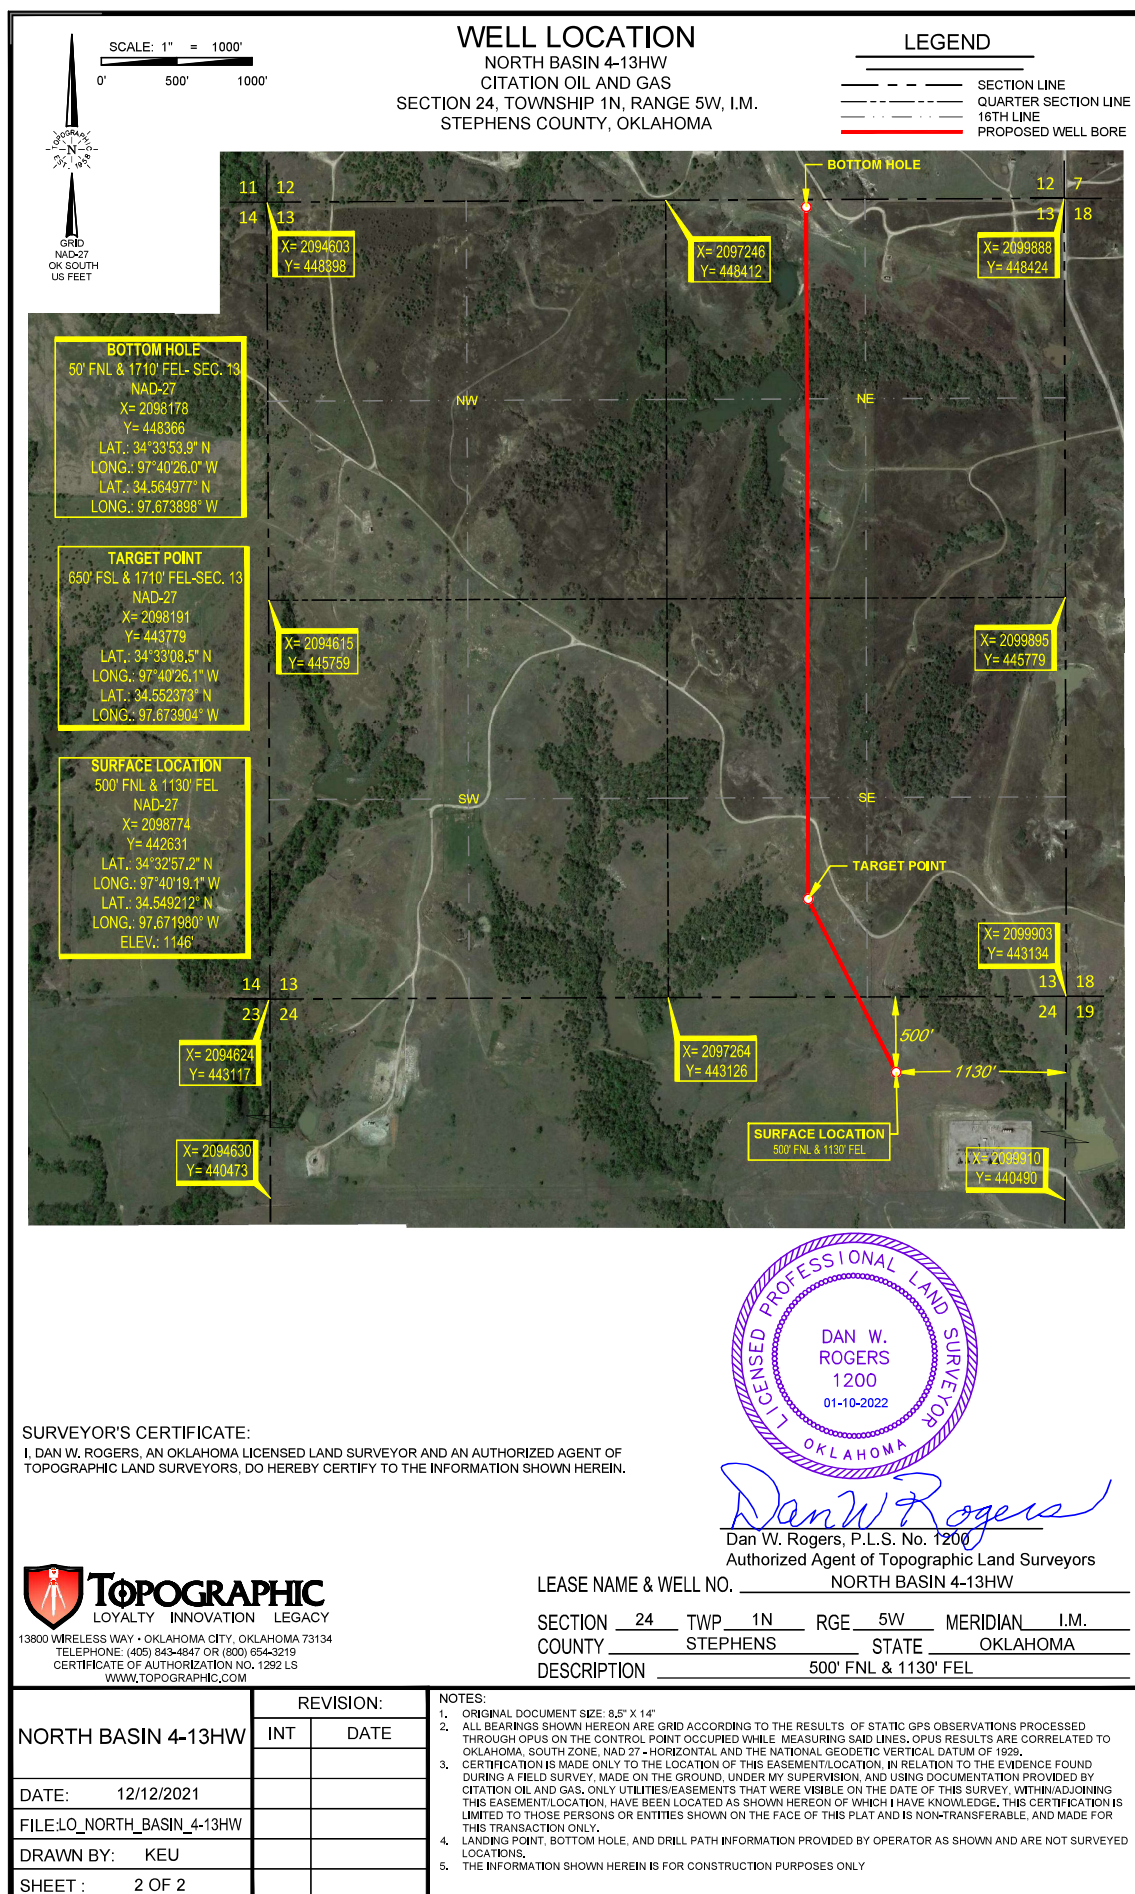 SCALE: 1" = 1000'
0' 500' 1000'
TOPOGRAPHIC
N
EST. 1958
GRID
NAD-27
OK SOUTH
US FEET
WELL LOCATION
NORTH BASIN 4-13HW
CITATION OIL AND GAS
SECTION 24, TOWNSHIP 1N, RANGE 5W, I.M.
STEPHENS COUNTY, OKLAHOMA
LEGEND
SECTION LINE
QUARTER SECTION LINE
16TH LINE
PROPOSED WELL BORE
BOTTOM HOLE
11 12
14 13
12 7
13 18
X= 2094603
Y= 448398
X= 2097246
Y= 448412
X= 2099888
Y= 448424
BOTTOM HOLE
50' FNL & 1710' FEL- SEC. 13
NAD-27
X= 2098178
Y= 448366
LAT.: 34°33'53.9" N
LONG.: 97°40'26.0" W
LAT.: 34.564977° N
LONG.: 97.673898° W
NW
NE
TARGET POINT
650' FSL & 1710' FEL-SEC. 13
NAD-27
X= 2098191
Y= 443779
LAT.: 34°33'08.5" N
LONG.: 97°40'26.1" W
LAT.: 34.552373° N
LONG.: 97.673904° W
X= 2094615
Y= 445759
X= 2099895
Y= 445779
SURFACE LOCATION
500' FNL & 1130' FEL
NAD-27
X= 2098774
Y= 442631
LAT.: 34°32'57.2" N
LONG.: 97°40'19.1" W
LAT.: 34.549212° N
LONG.: 97.671980° W
ELEV.: 1146'
SW
SE
TARGET POINT
X= 2099903
Y= 443134
14 13
23 24
13 18
24 19
X= 2094624
Y= 443117
X= 2097264
Y= 443126
500'
1130'
SURFACE LOCATION
500' FNL & 1130' FEL
X= 2094630
Y= 440473
X= 2099910
Y= 440490
LICENSED PROFESSIONAL LAND SURVEYOR
DAN W.
ROGERS
1200
01-10-2022
OKLAHOMA
SURVEYOR'S CERTIFICATE:
I, DAN W. ROGERS, AN OKLAHOMA LICENSED LAND SURVEYOR AND AN AUTHORIZED AGENT OF
TOPOGRAPHIC LAND SURVEYORS, DO HEREBY CERTIFY TO THE INFORMATION SHOWN HEREIN.
Dan W Rogers
Dan W. Rogers, P.L.S. No. 1200
Authorized Agent of Topographic Land Surveyors
TOPOGRAPHIC
LOYALTY INNOVATION LEGACY
13800 WIRELESS WAY • OKLAHOMA CITY, OKLAHOMA 73134
TELEPHONE: (405) 843-4847 OR (800) 654-3219
CERTIFICATE OF AUTHORIZATION NO. 1292 LS
WWW.TOPOGRAPHIC.COM
LEASE NAME & WELL NO. NORTH BASIN 4-13HW
SECTION 24 TWP 1N RGE 5W MERIDIAN I.M.
COUNTY STEPHENS STATE OKLAHOMA
DESCRIPTION 500' FNL & 1130' FEL
NORTH BASIN 4-13HW
REVISION:
INT DATE
DATE: 12/12/2021
FILE:LO_NORTH_BASIN_4-13HW
DRAWN BY: KEU
SHEET : 2 OF 2
NOTES:
1. ORIGINAL DOCUMENT SIZE: 8.5" X 14"
2. ALL BEARINGS SHOWN HEREON ARE GRID ACCORDING TO THE RESULTS OF STATIC GPS OBSERVATIONS PROCESSED
THROUGH OPUS ON THE CONTROL POINT OCCUPIED WHILE MEASURING SAID LINES. OPUS RESULTS ARE CORRELATED TO
OKLAHOMA, SOUTH ZONE, NAD 27 - HORIZONTAL AND THE NATIONAL GEODETIC VERTICAL DATUM OF 1929.
3. CERTIFICATION IS MADE ONLY TO THE LOCATION OF THIS EASEMENT/LOCATION, IN RELATION TO THE EVIDENCE FOUND
DURING A FIELD SURVEY, MADE ON THE GROUND, UNDER MY SUPERVISION, AND USING DOCUMENTATION PROVIDED BY
CITATION OIL AND GAS. ONLY UTILITIES/EASEMENTS THAT WERE VISIBLE ON THE DATE OF THIS SURVEY, WITHIN/ADJOINING
THIS EASEMENT/LOCATION, HAVE BEEN LOCATED AS SHOWN HEREON OF WHICH I HAVE KNOWLEDGE. THIS CERTIFICATION IS
LIMITED TO THOSE PERSONS OR ENTITIES SHOWN ON THE FACE OF THIS PLAT AND IS NON-TRANSFERABLE, AND MADE FOR
THIS TRANSACTION ONLY.
4. LANDING POINT, BOTTOM HOLE, AND DRILL PATH INFORMATION PROVIDED BY OPERATOR AS SHOWN AND ARE NOT SURVEYED
LOCATIONS.
5. THE INFORMATION SHOWN HEREIN IS FOR CONSTRUCTION PURPOSES ONLY